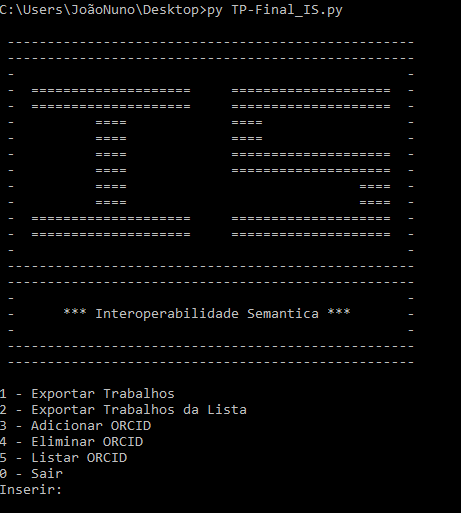 C:\Users\JoãoNuno\Desktop>py TP-Final_IS.py
---------------------------------------------------
---------------------------------------------------
-                                                 -
-  ====================     ====================  -
-  ====================     ====================  -
-          ====             ====                  -
-          ====             ====                  -
-          ====             ====================  -
-          ====             ====================  -
-          ====                             ====  -
-          ====                             ====  -
-  ====================     ====================  -
-  ====================     ====================  -
-                                                 -
---------------------------------------------------
---------------------------------------------------
-                                                 -
-      *** Interoperabilidade Semantica ***       -
-                                                 -
---------------------------------------------------
---------------------------------------------------
1 - Exportar Trabalhos
2 - Exportar Trabalhos da Lista
3 - Adicionar ORCID
4 - Eliminar ORCID
5 - Listar ORCID
0 - Sair
Inserir: